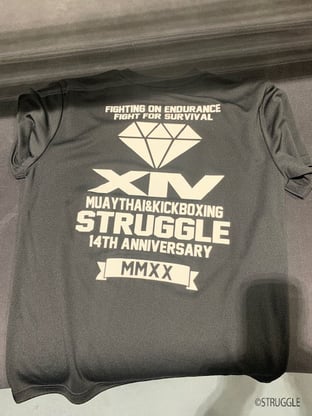 FIGHTING ON ENDURANCE
FIGHT FOR SURVIVAL
XIV
MUAYTHAI&KICKBOXING
STRUGGLE
14TH ANNIVERSARY
MMXX
©STRUGGLE